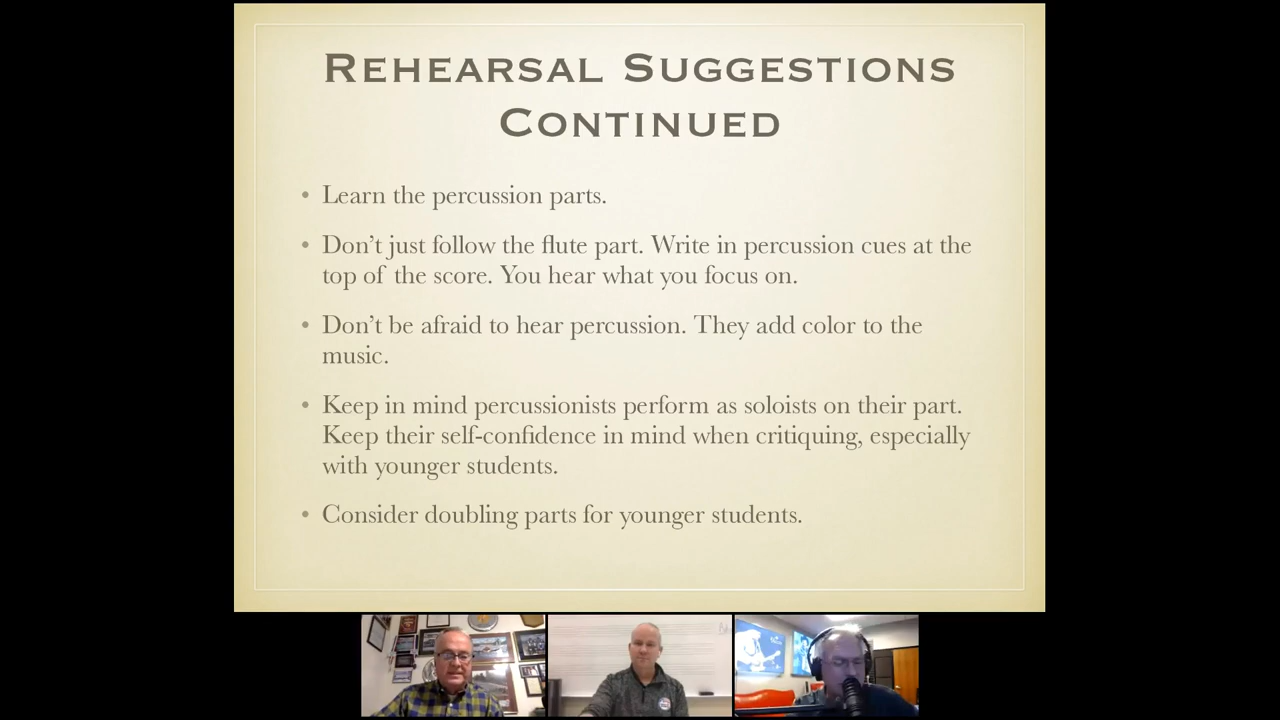 Rehearsal Suggestions
Continued
• Learn the percussion parts.
• Don’t just follow the flute part. Write in percussion cues at the
top of the score. You hear what you focus on.
• Don’t be afraid to hear percussion. They add color to the
music.
• Keep in mind percussionists perform as soloists on their part.
Keep their self-confidence in mind when critiquing, especially
with younger students.
• Consider doubling parts for younger students.